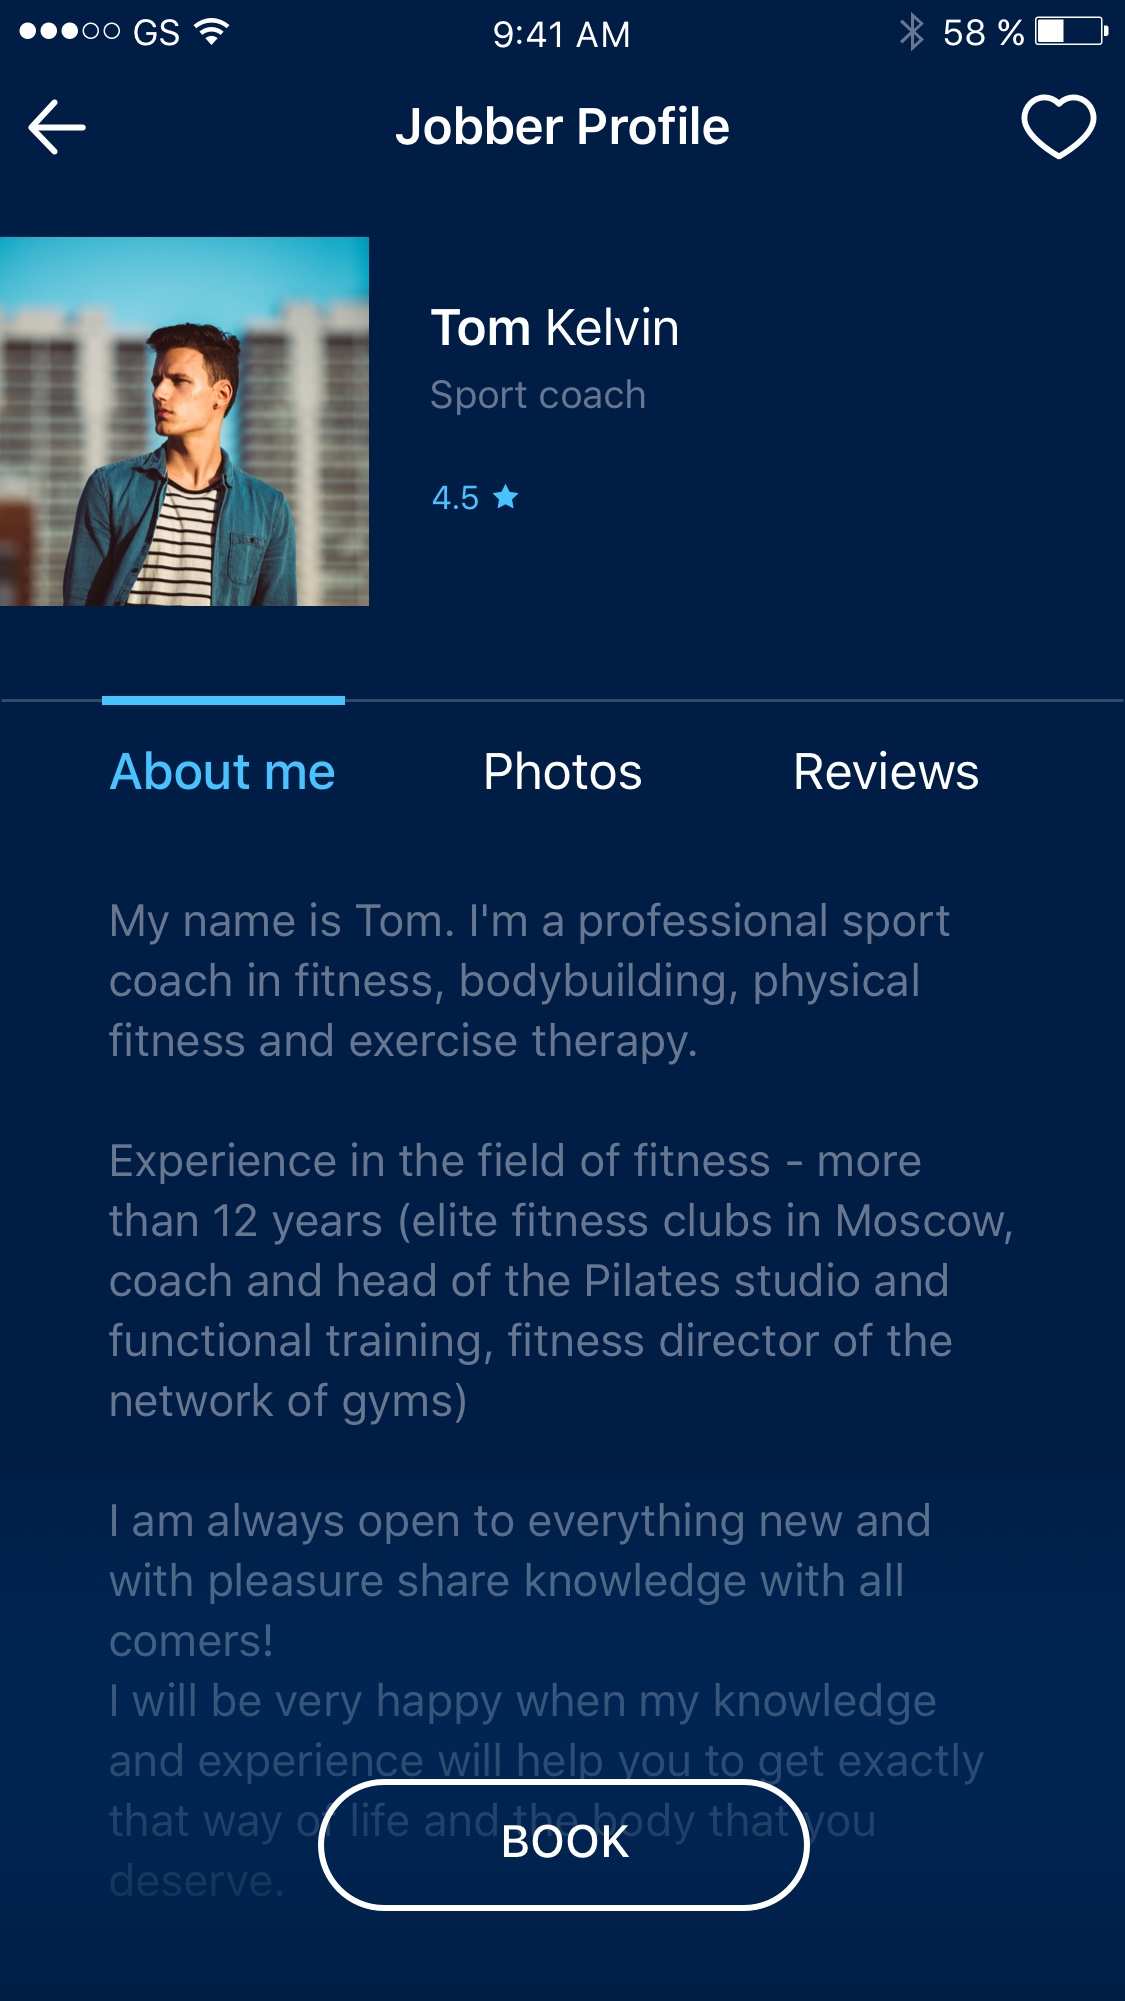 GS 9:41 AM 58 %
Jobber Profile
Tom Kelvin
Sport coach
4.5
About me Photos Reviews
My name is Tom. I'm a professional sport
coach in fitness, bodybuilding, physical
fitness and exercise therapy.
Experience in the field of fitness - more
than 12 years (elite fitness clubs in Moscow,
coach and head of the Pilates studio and
functional training, fitness director of the
network of gyms)
I am always open to everything new and
with pleasure share knowledge with all
comers!
I will be very happy when my knowledge
and experience will help you to get exactly
that way of life and the body that you
deserve.
BOOK